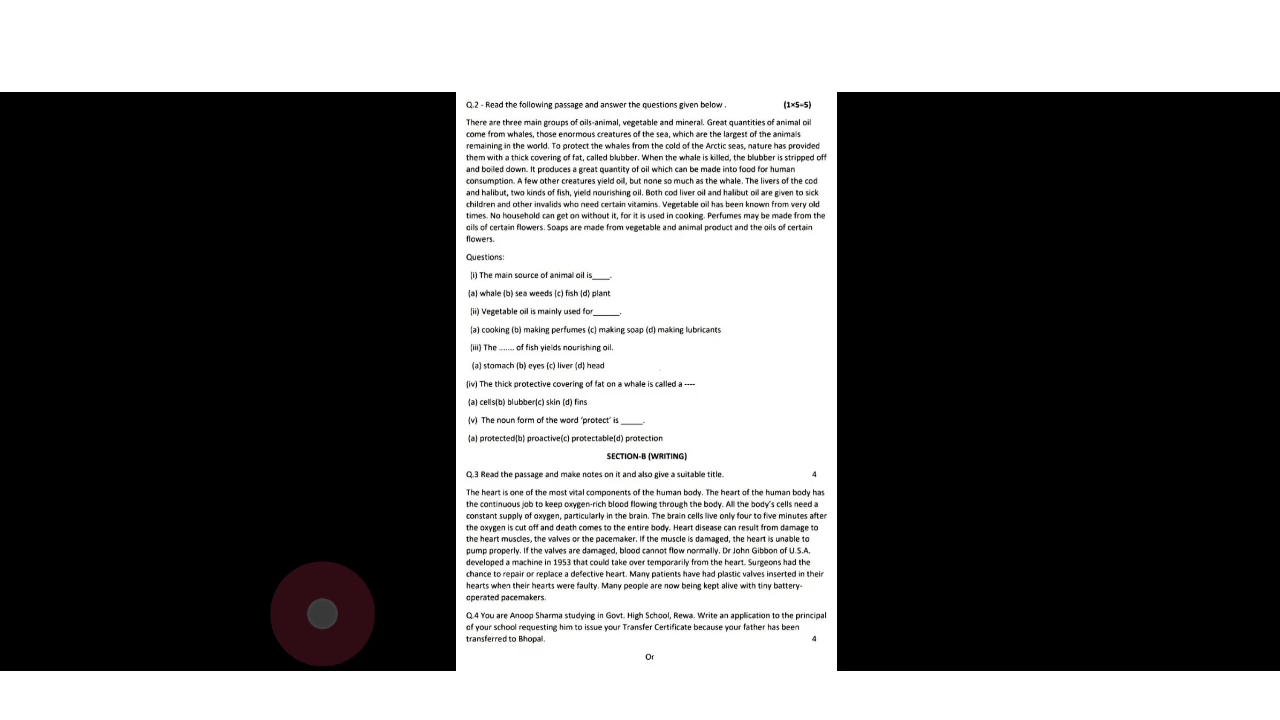 Q.2 - Read the following passage and answer the questions given below . (1×5=5)
There are three main groups of oils-animal, vegetable and mineral. Great quantities of animal oil
come from whales, those enormous creatures of the sea, which are the largest of the animals
remaining in the world. To protect the whales from the cold of the Arctic seas, nature has provided
them with a thick covering of fat, called blubber. When the whale is killed, the blubber is stripped off
and boiled down. It produces a great quantity of oil which can be made into food for human
consumption. A few other creatures yield oil, but none so much as the whale. The livers of the cod
and halibut, two kinds of fish, yield nourishing oil. Both cod liver oil and halibut oil are given to sick
children and other invalids who need certain vitamins. Vegetable oil has been known from very old
times. No household can get on without it, for it is used in cooking. Perfumes may be made from the
oils of certain flowers. Soaps are made from vegetable and animal product and the oils of certain
flowers.
Questions:
(i) The main source of animal oil is____.
(a) whale (b) sea weeds (c) fish (d) plant
(ii) Vegetable oil is mainly used for______.
(a) cooking (b) making perfumes (c) making soap (d) making lubricants
(iii) The ....... of fish yields nourishing oil.
(a) stomach (b) eyes (c) liver (d) head
(iv) The thick protective covering of fat on a whale is called a ----
(a) cells(b) blubber(c) skin (d) fins
(v) The noun form of the word ‘protect’ is _____.
(a) protected(b) proactive(c) protectable(d) protection
SECTION-B (WRITING)
Q.3 Read the passage and make notes on it and also give a suitable title. 4
The heart is one of the most vital components of the human body. The heart of the human body has
the continuous job to keep oxygen-rich blood flowing through the body. All the body’s cells need a
constant supply of oxygen, particularly in the brain. The brain cells live only four to five minutes after
the oxygen is cut off and death comes to the entire body. Heart disease can result from damage to
the heart muscles, the valves or the pacemaker. If the muscle is damaged, the heart is unable to
pump properly. If the valves are damaged, blood cannot flow normally. Dr John Gibbon of U.S.A.
developed a machine in 1953 that could take over temporarily from the heart. Surgeons had the
chance to repair or replace a defective heart. Many patients have had plastic valves inserted in their
hearts when their hearts were faulty. Many people are now being kept alive with tiny battery-
operated pacemakers.
Q.4 You are Anoop Sharma studying in Govt. High School, Rewa. Write an application to the principal
of your school requesting him to issue your Transfer Certificate because your father has been
transferred to Bhopal. 4
Or